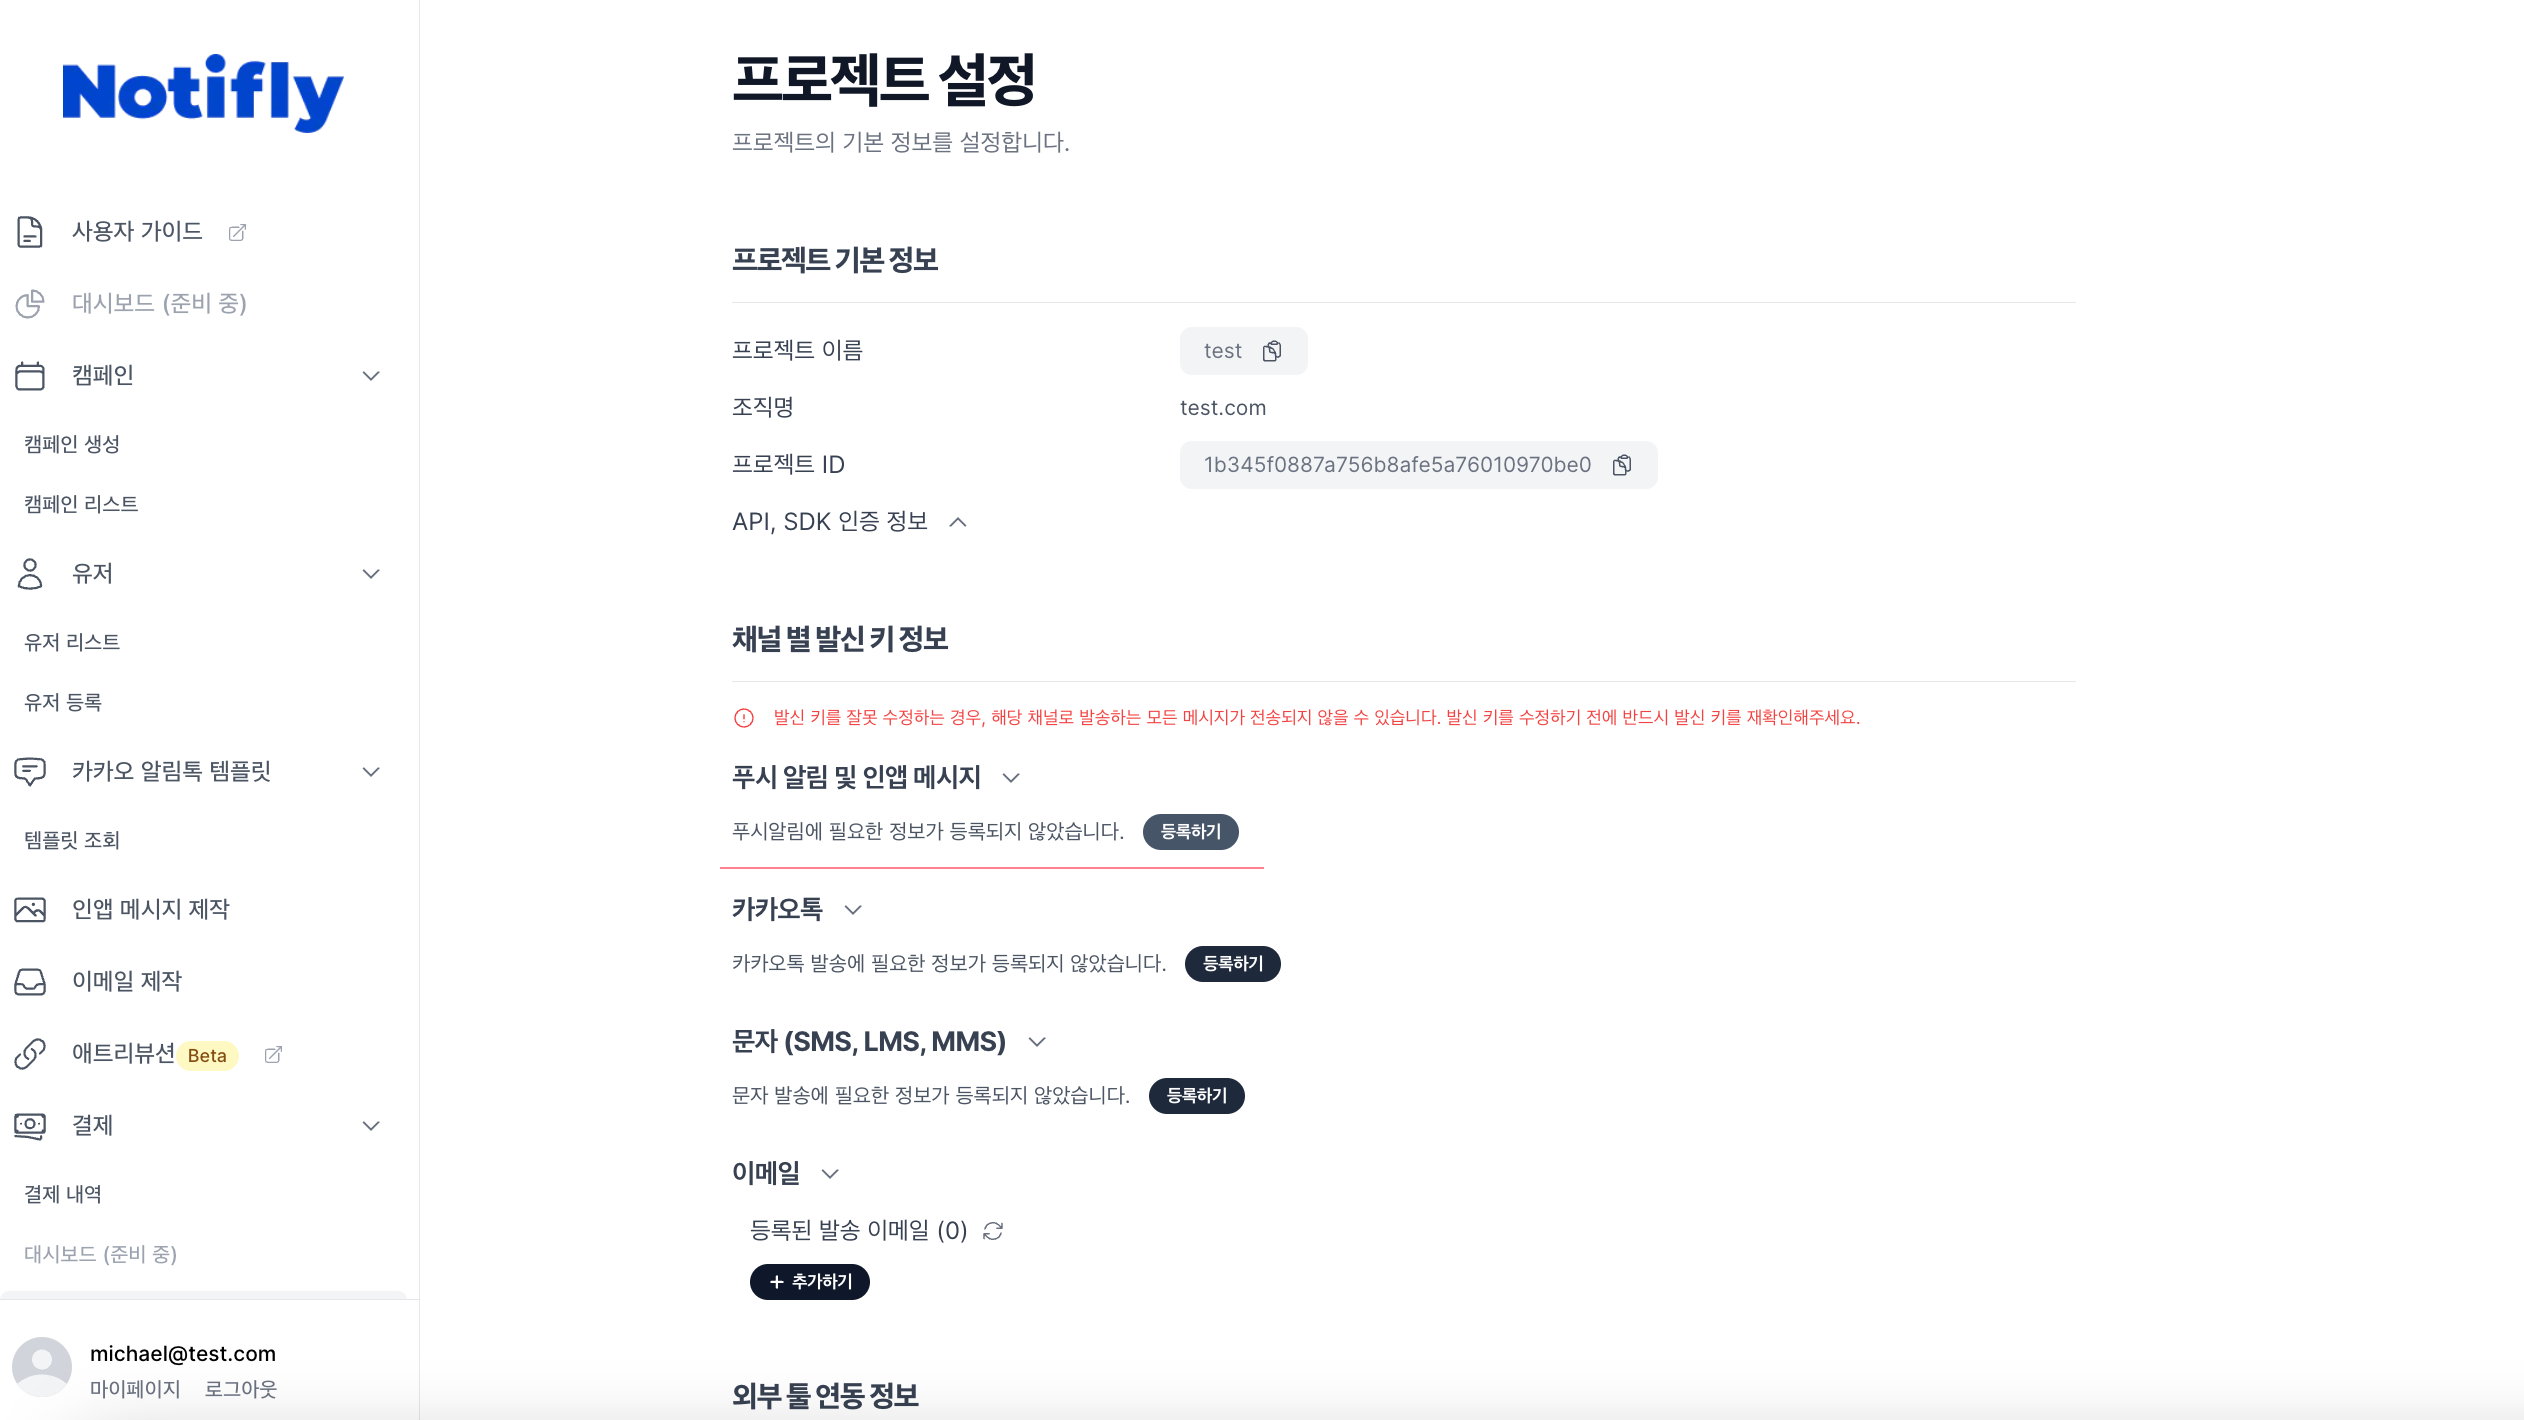 Notifly
사용자 가이드
대시보드 (준비 중)
캠페인
캠페인 생성
캠페인 리스트
유저
유저 리스트
유저 등록
카카오 알림톡 템플릿
템플릿 조회
인앱 메시지 제작
이메일 제작
애트리뷰션 Beta
결제
결제 내역
대시보드 (준비 중)
michael@test.com
마이페이지 로그아웃
프로젝트 설정
프로젝트의 기본 정보를 설정합니다.
프로젝트 기본 정보
프로젝트 이름 test
조직명 test.com
프로젝트 ID 1b345f0887a756b8afe5a76010970be0
API, SDK 인증 정보
채널 별 발신 키 정보
발신 키를 잘못 수정하는 경우, 해당 채널로 발송하는 모든 메시지가 전송되지 않을 수 있습니다. 발신 키를 수정하기 전에 반드시 발신 키를 재확인해주세요.
푸시 알림 및 인앱 메시지
푸시알림에 필요한 정보가 등록되지 않았습니다. 등록하기
카카오톡
카카오톡 발송에 필요한 정보가 등록되지 않았습니다. 등록하기
문자 (SMS, LMS, MMS)
문자 발송에 필요한 정보가 등록되지 않았습니다. 등록하기
이메일
등록된 발송 이메일 (0)
+ 추가하기
외부 툴 연동 정보